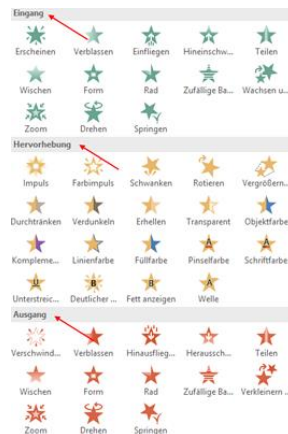 Eingang
Erscheinen Verblassen Einfliegen Hineinschw... Teilen
Wischen Form Rad Zufällige Ba... Wachsen u...
Zoom Drehen Springen
Hervorhebung
Impuls Farbimpuls Schwanken Rotieren Vergrößern...
Durchtränken Verdunkeln Erhellen Transparent Objektfarbe
Kompleme... Linienfarbe Füllfarbe Pinselfarbe Schriftfarbe
Unterstreic... Deutlicher ... Fett anzeigen Welle
Ausgang
Verschwind... Verblassen Hinausflieg... Heraussch... Teilen
Wischen Form Rad Zufällige Ba... Verkleinern ...
Zoom Drehen Springen